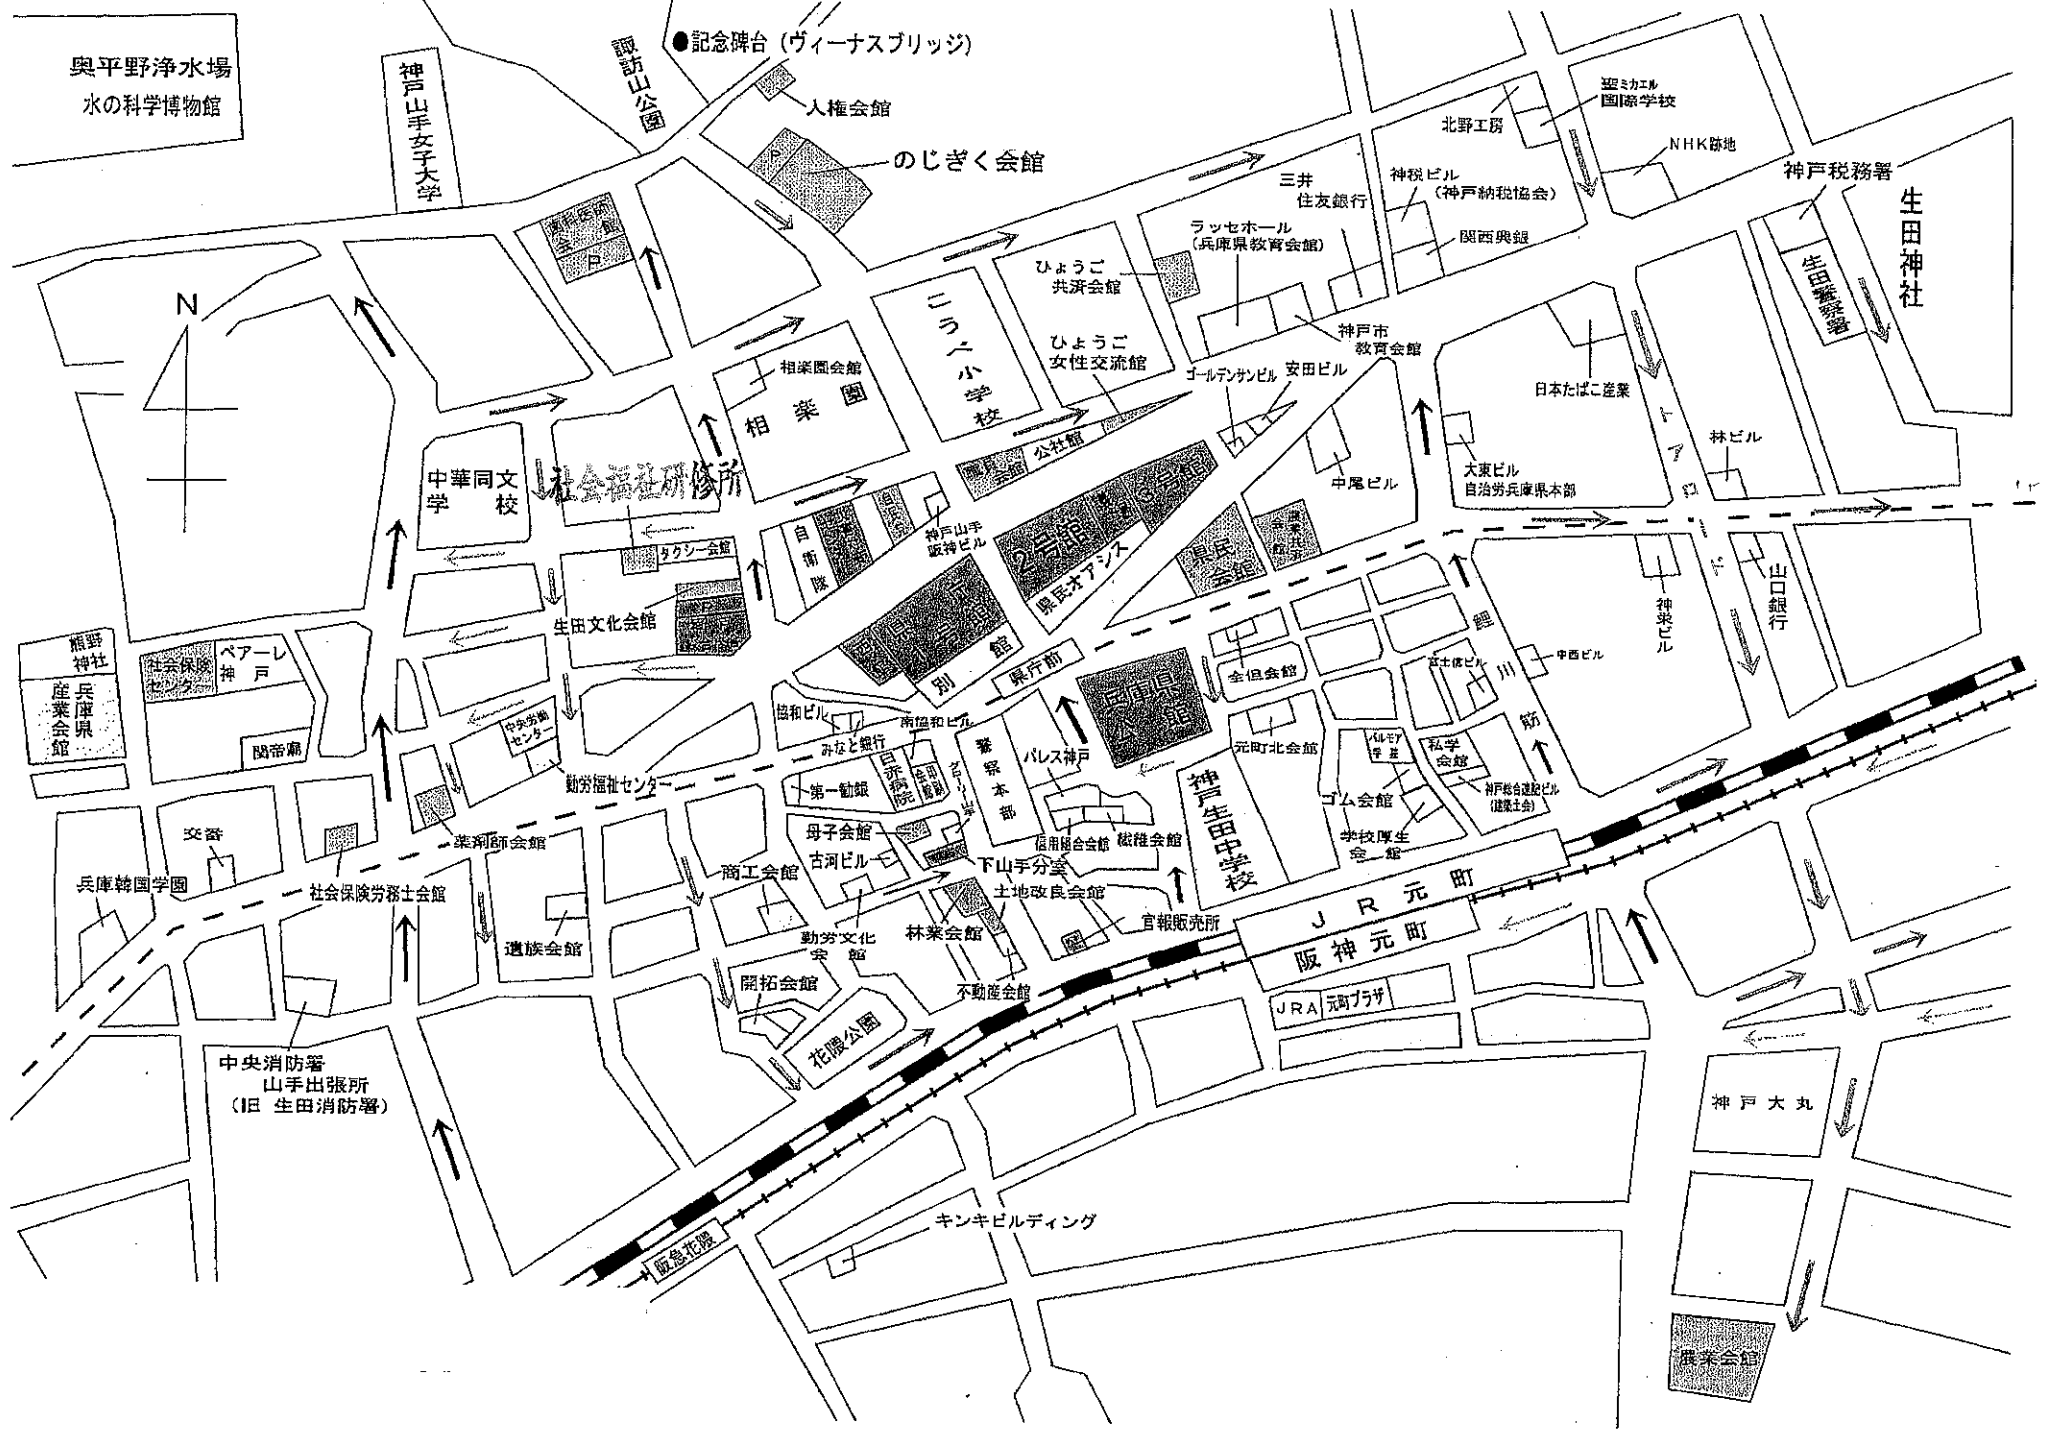 奥平野浄水場
水の科学博物館
神戸山手女子大学
諏訪山公園
●記念碑台（ヴィーナスブリッジ）
人権会館
P
のじぎく会館
歯科医師
会館
P
N
北野工房
聖ミカエル
国際学校
NHK跡地
神戸税務署
生田神社
生田警察署
三井
住友銀行
神税ビル
（神戸納税協会）
関西興銀
ラッセホール
（兵庫県教育会館）
ひょうご
共済会館
神戸市
教育会館
ひょうご
女性交流館
ゴールデンサンビル
安田ビル
日本たばこ産業
こうべ小学校
相楽園会館
相楽園
中華同文
学校
社会福祉研修所
公社館
3号館
2号館
県民オアシス
中尾ビル
大東ビル
自治労兵庫県本部
林ビル
トアロード
自衛隊
神戸山手
阪神ビル
タクシー会館
生田文化会館
県民
会館
神栄ビル
山口銀行
熊野
神社
兵庫県
産業会館
社会保険
センター
ペアーレ
神戸
関帝廟
別館
県庁前
兵庫県
公館
鯉川筋
中西ビル
富士信ビル
協和ビル
みなと銀行
南協和ビル
中央労働
センター
勤労福祉センター
第一勧銀
日赤病院
警察本部
パレス神戸
元町北会館
パルモア
学益
私学
会館
神戸生田中学校
ゴム会館
学校厚生
会館
神戸総合速記ビル
(建築士会)
薬剤師会館
交番
兵庫韓国学園
社会保険労務士会館
母子会館
古河ビル
商工会館
信用組合会館
繊維会館
下山手分室
土地改良会館
遺族会館
勤労文化
会館
林業会館
官報販売所
JR元町
阪神元町
不動産会館
開拓会館
花隈公園
JRA
元町プラザ
中央消防署
山手出張所
（旧 生田消防署）
神戸大丸
キンキビルディング
阪急花隈
農業会館